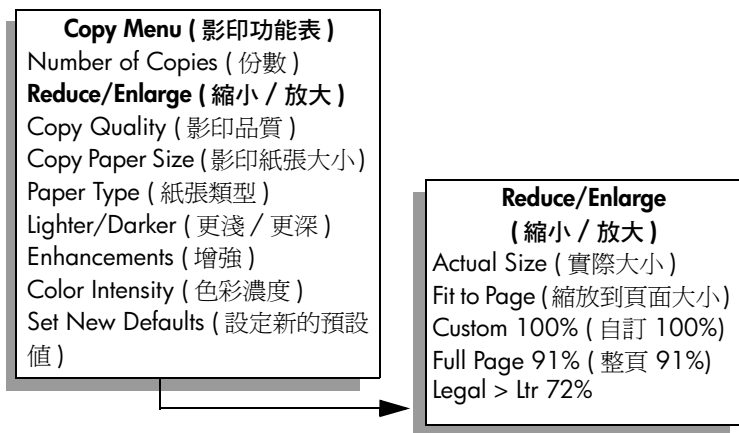 Copy Menu ( 影印功能表 )
Number of Copies ( 份數 )
Reduce/Enlarge ( 縮小 / 放大 )
Copy Quality ( 影印品質 )
Copy Paper Size ( 影印紙張大小 )
Paper Type ( 紙張類型 )
Lighter/Darker ( 更淺 / 更深 )
Enhancements ( 增強 )
Color Intensity ( 色彩濃度 )
Set New Defaults ( 設定新的預設
值 )
Reduce/Enlarge
( 縮小 / 放大 )
Actual Size ( 實際大小 )
Fit to Page ( 縮放到頁面大小 )
Custom 100% ( 自訂 100%)
Full Page 91% ( 整頁 91%)
Legal > Ltr 72%